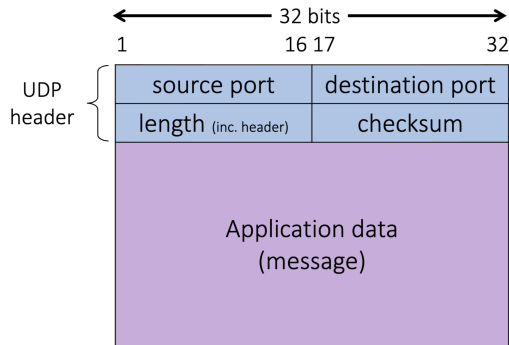 32 bits
1 16 17 32
UDP header
source port destination port
length (inc. header) checksum
Application data
(message)